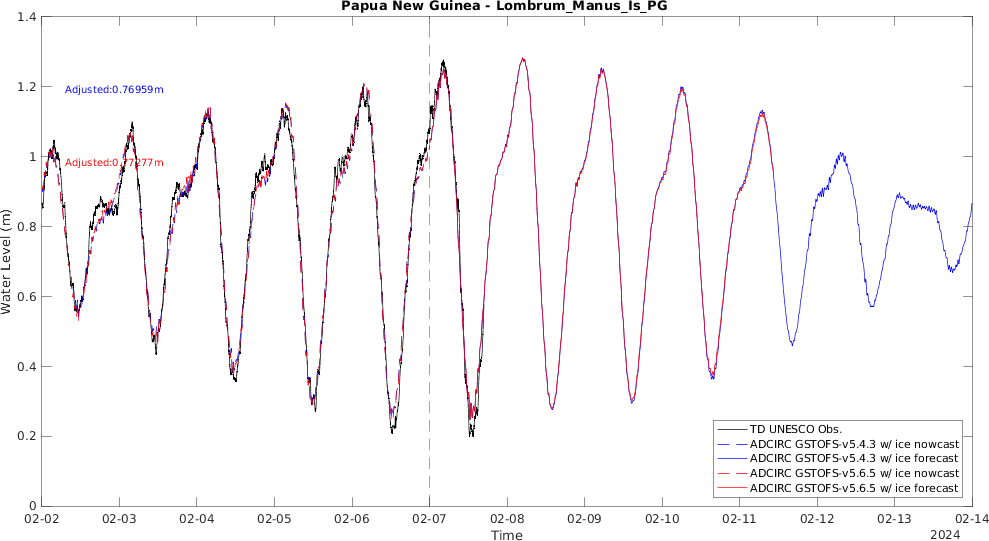 Papua New Guinea - Lombrum_Manus_Is_PG
1.4
1.2
1
0.8
0.6
0.4
0.2
0
Water Level (m)
Adjusted:0.76959m
Adjusted:0.77277m
TD UNESCO Obs.
ADCIRC GSTOFS-v5.4.3 w/ ice nowcast
ADCIRC GSTOFS-v5.4.3 w/ ice forecast
ADCIRC GSTOFS-v5.6.5 w/ ice nowcast
ADCIRC GSTOFS-v5.6.5 w/ ice forecast
02-02 02-03 02-04 02-05 02-06 02-07 02-08 02-09 02-10 02-11 02-12 02-13 02-14
Time
2024